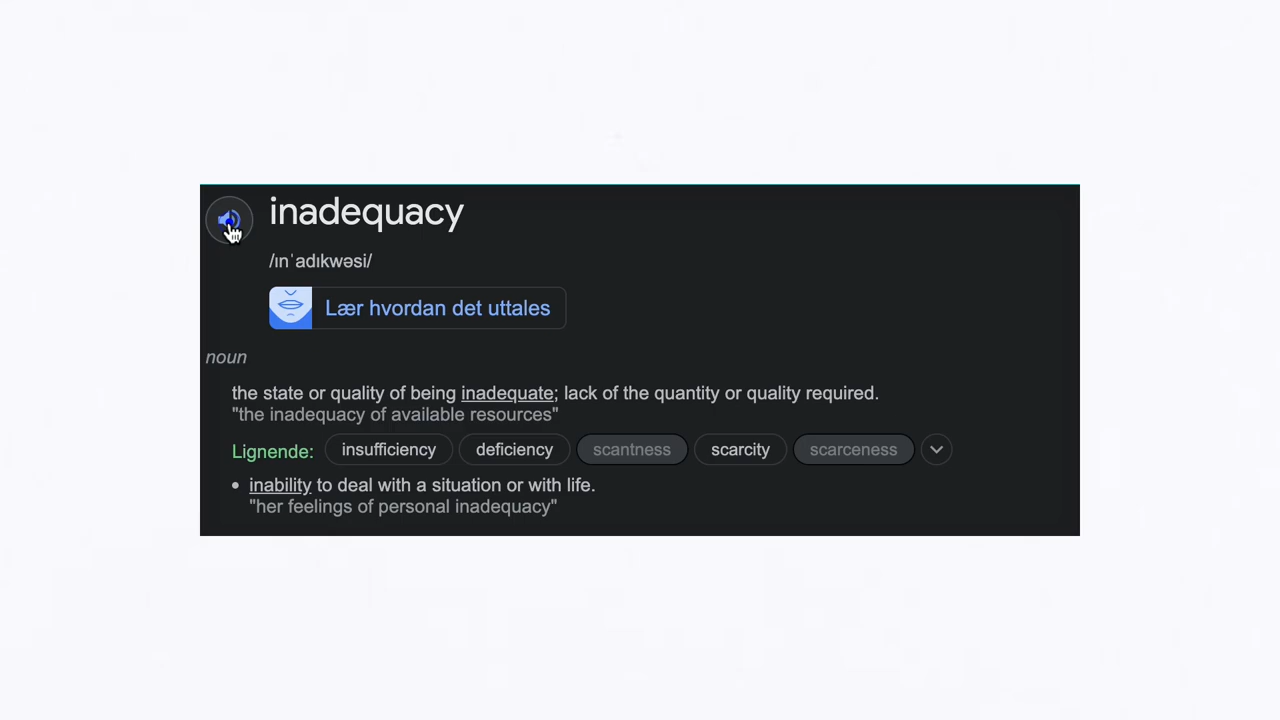 inadequacy
/ɪnˈadɪkwəsi/
Lær hvordan det uttales
noun
the state or quality of being inadequate; lack of the quantity or quality required.
"the inadequacy of available resources"
Lignende: insufficiency deficiency scantness scarcity scarceness
• inability to deal with a situation or with life.
"her feelings of personal inadequacy"